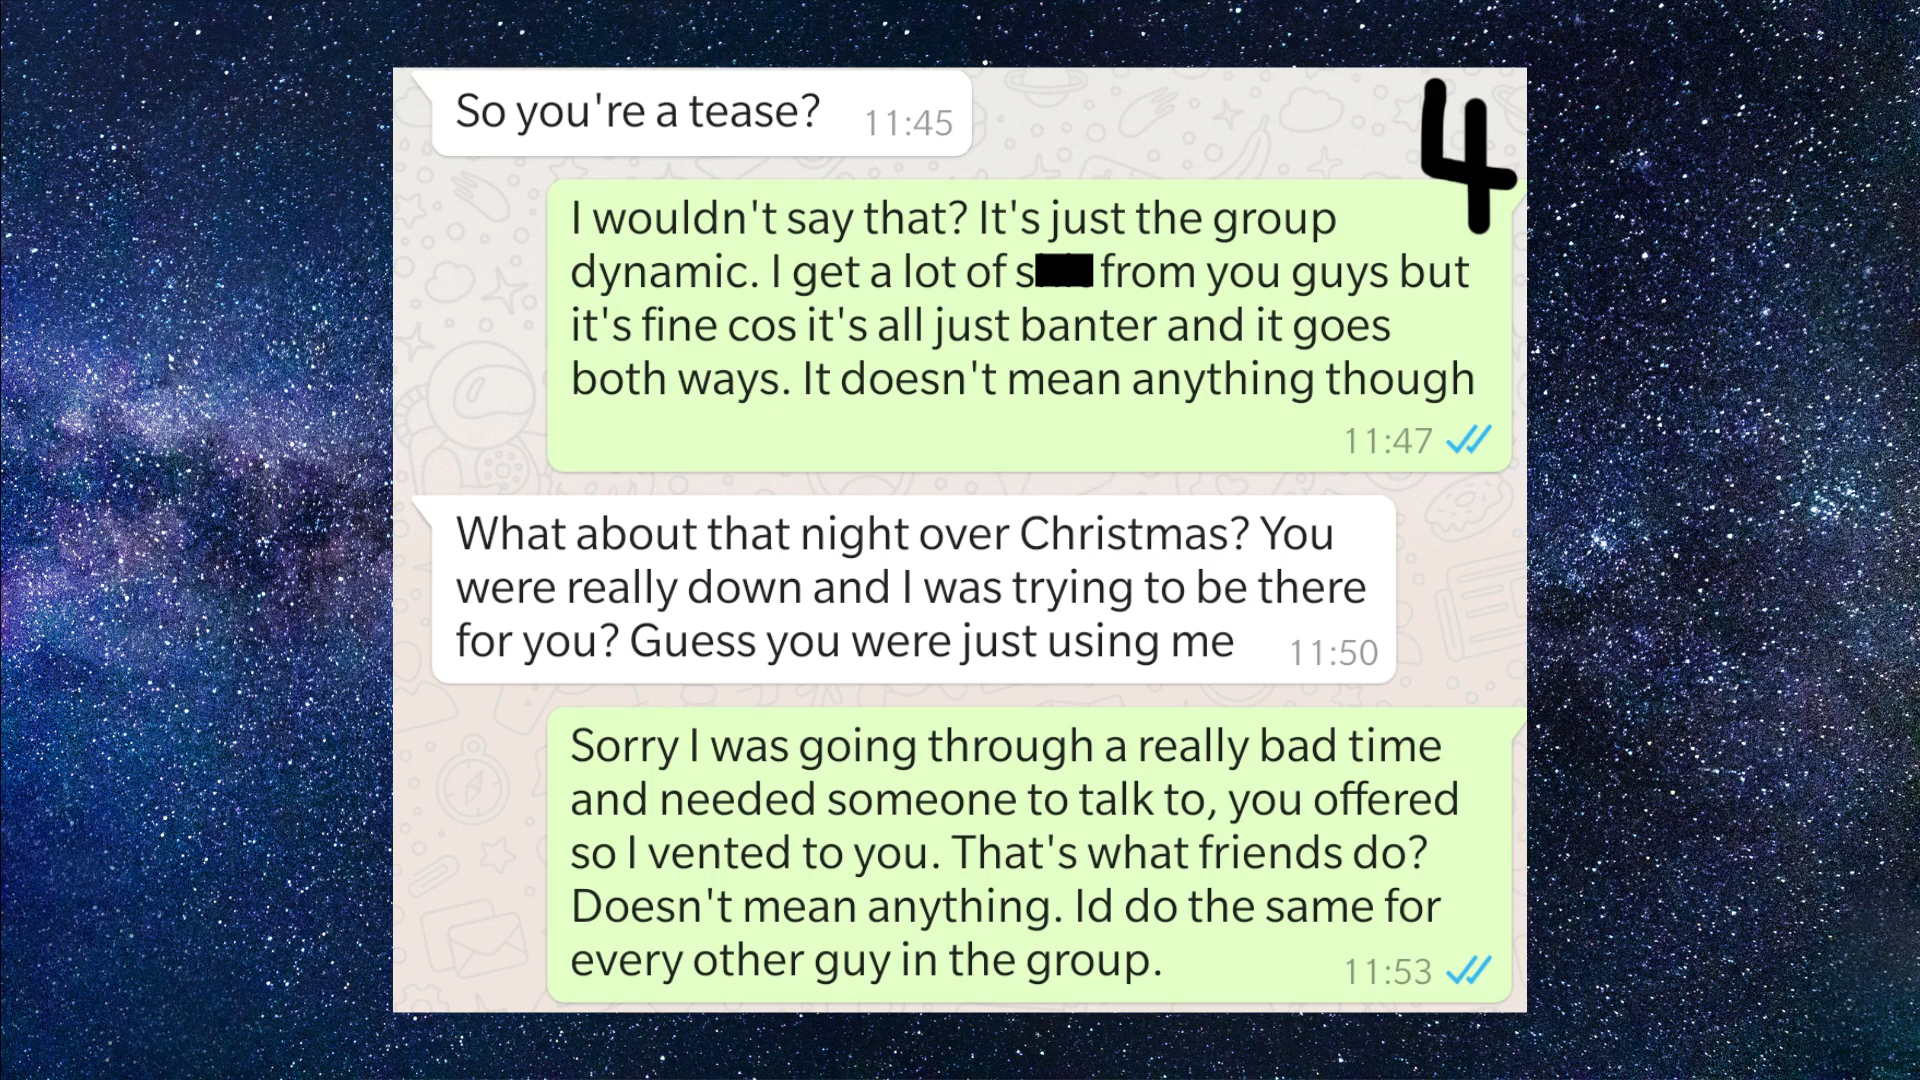 So you're a tease? 11:45
4
I wouldn't say that? It's just the group
dynamic. I get a lot of s from you guys but
it's fine cos it's all just banter and it goes
both ways. It doesn't mean anything though
11:47
What about that night over Christmas? You
were really down and I was trying to be there
for you? Guess you were just using me 11:50
Sorry I was going through a really bad time
and needed someone to talk to, you offered
so I vented to you. That's what friends do?
Doesn't mean anything. Id do the same for
every other guy in the group. 11:53